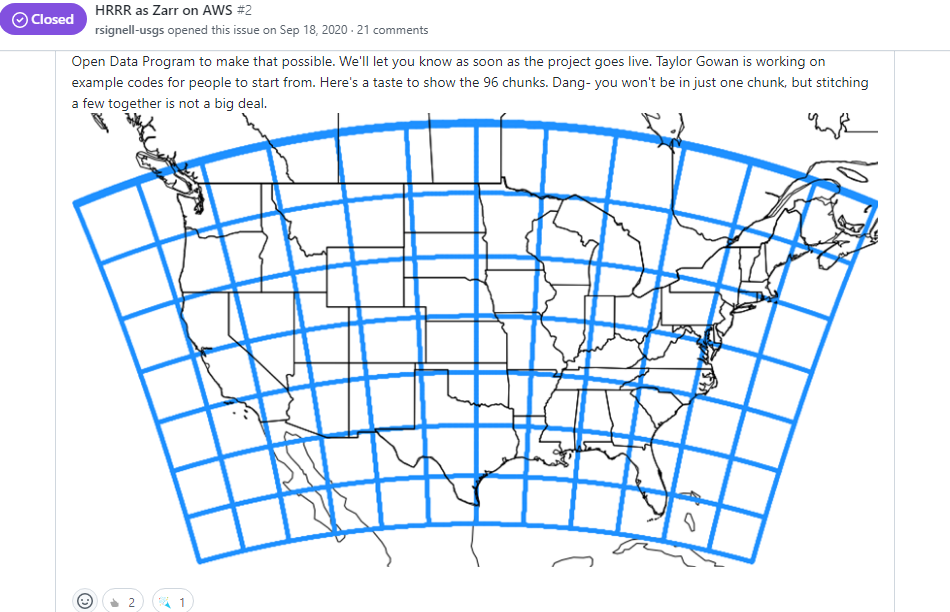 Closed
HRRR as Zarr on AWS #2
rsignell-usgs opened this issue on Sep 18, 2020 · 21 comments
Open Data Program to make that possible. We'll let you know as soon as the project goes live. Taylor Gowan is working on
example codes for people to start from. Here's a taste to show the 96 chunks. Dang- you won't be in just one chunk, but stitching
a few together is not a big deal.
2
1